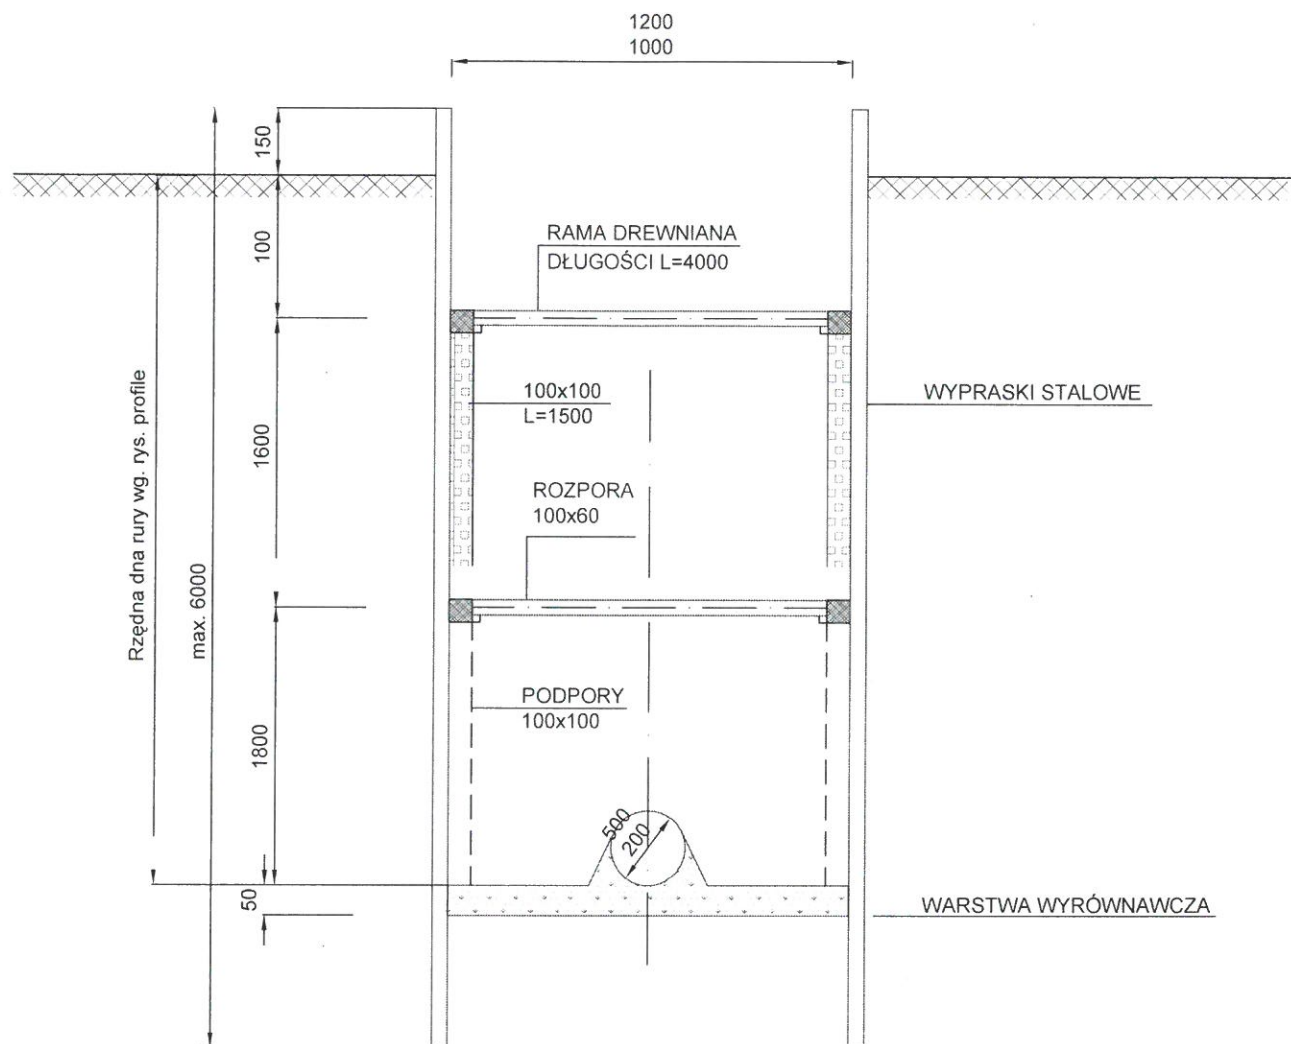 1200
1000
150
100
RAMA DREWNIANA
DŁUGOŚCI L=4000
100x100
L=1500
WYPRASKI STALOWE
1600
Rzędna dna rury wg. rys. profile
max. 6000
ROZPORA
100x60
PODPORY
100x100
1800
500
200
50
WARSTWA WYRÓWNAWCZA